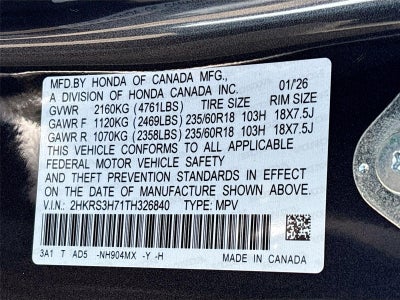 MFD.BY HONDA OF CANADA MFG.,
A DIVISION OF HONDA CANADA INC. 01/26
GVWR 2160KG (4761LBS) TIRE SIZE RIM SIZE
GAWR F 1120KG (2469LBS) 235/60R18 103H 18X7.5J
GAWR R 1070KG (2358LBS) 235/60R18 103H 18X7.5J
THIS VEHICLE CONFORMS TO ALL APPLICABLE
FEDERAL MOTOR VEHICLE SAFETY
AND THEFT PREVENTION STANDARDS IN EFFECT ON
THE DATE OF MANUFACTURE SHOWN ABOVE.
V.I.N.: 2HKRS3H71TH326840 TYPE: MPV
3A1 T AD5 -NH904MX -Y -H MADE IN CANADA